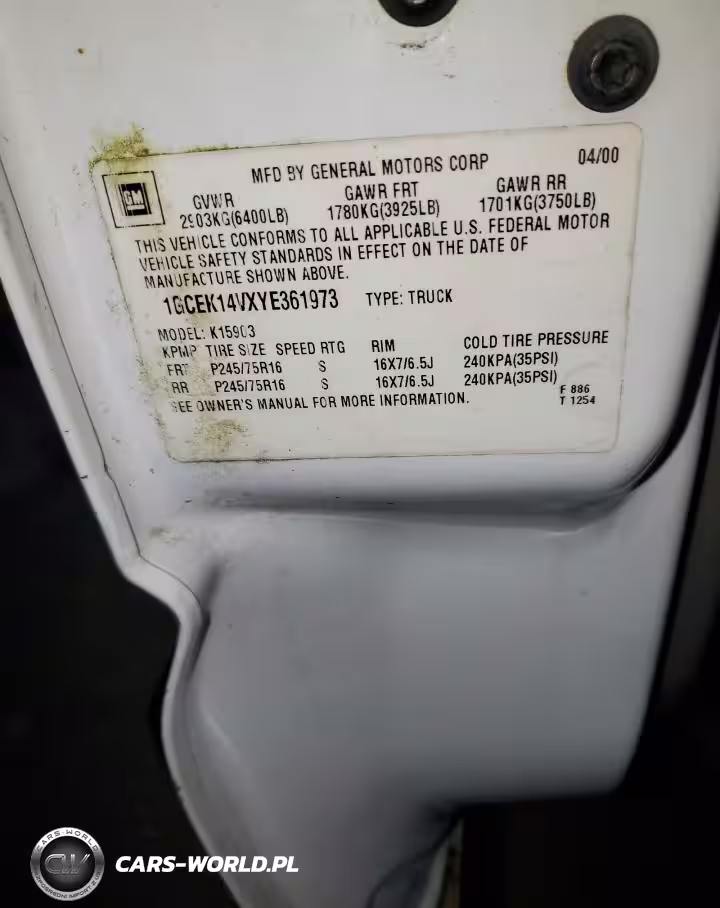 MFD BY GENERAL MOTORS CORP 04/00
GM
GVWR GAWR FRT GAWR RR
2903KG(6400LB) 1780KG(3925LB) 1701KG(3750LB)
THIS VEHICLE CONFORMS TO ALL APPLICABLE U.S. FEDERAL MOTOR
VEHICLE SAFETY STANDARDS IN EFFECT ON THE DATE OF
MANUFACTURE SHOWN ABOVE.
1GCEK14VXYE361973 TYPE: TRUCK
MODEL: K15903
TIRE SIZE SPEED RTG RIM COLD TIRE PRESSURE
FRT P245/75R16 S 16X7/6.5J 240KPA(35PSI)
RR P245/75R16 S 16X7/6.5J 240KPA(35PSI)
SEE OWNER'S MANUAL FOR MORE INFORMATION.
F 886
T 1254
CARS-WORLD
CW
CARS-WORLD.PL